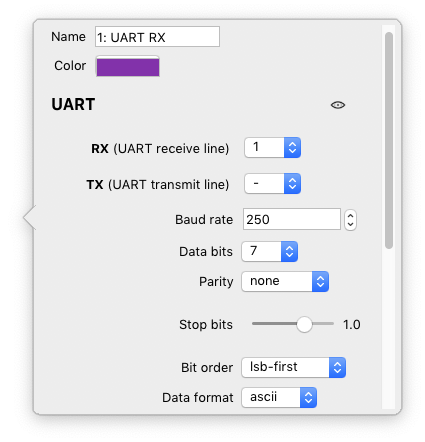 Name 1: UART RX
Color
UART
RX (UART receive line) 1
TX (UART transmit line) -
Baud rate 250
Data bits 7
Parity none
Stop bits 1.0
Bit order lsb-first
Data format ascii